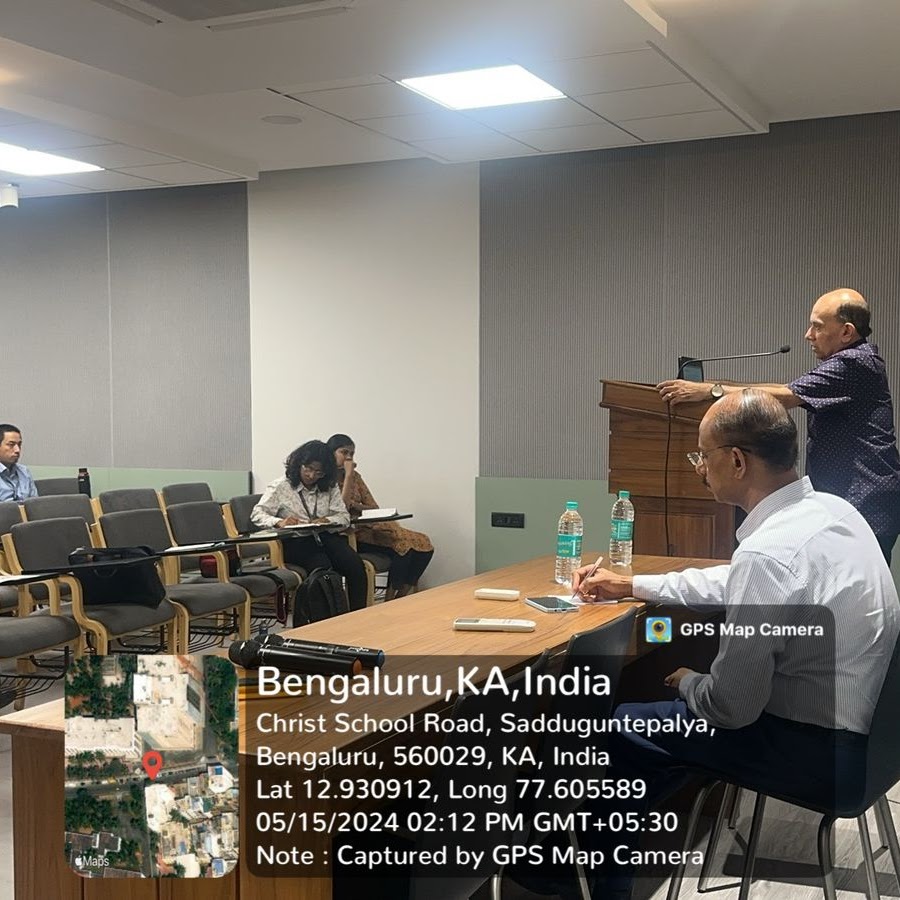 GPS Map Camera
Bengaluru,KA,India
Christ School Road, Sadduguntepalya,
Bengaluru, 560029, KA, India
Lat 12.930912, Long 77.605589
05/15/2024 02:12 PM GMT+05:30
Note : Captured by GPS Map Camera
Maps